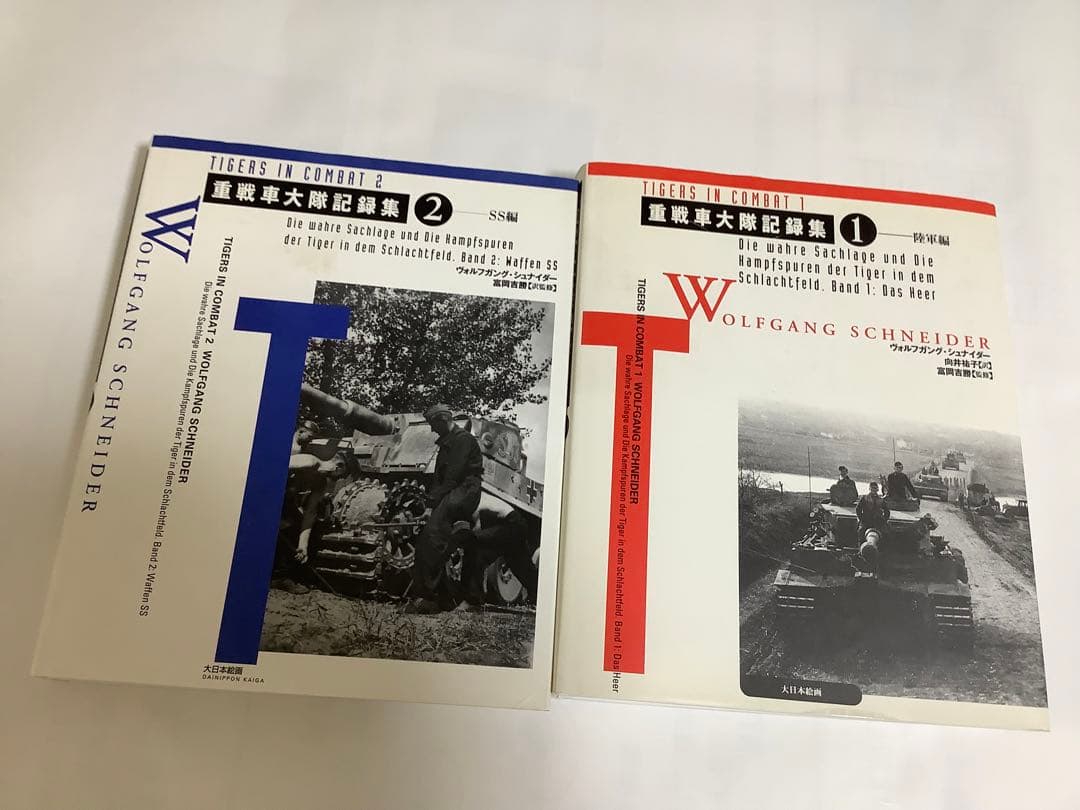 TIGERS IN COMBAT 2
重戦車大隊記録集 2 SS編
Die wahre Sachlage und Die Kampfspuren
der Tiger in dem Schlachtfeld. Band 2: Waffen SS
ヴォルフガング・シュナイダー
富岡吉勝【訳監修】
WOLFGANG SCHNEIDER
TIGERS IN COMBAT 2 WOLFGANG SCHNEIDER
Die wahre Sachlage und Die Kampfspuren der Tiger in dem Schlachtfeld. Band 2: Waffen SS
T
大日本絵画
DAINIPPON KAIGA
TIGERS IN COMBAT 1
重戦車大隊記録集 1 陸軍編
Die wahre Sachlage und Die
Kampfspuren der Tiger in dem
Schlachtfeld. Band 1: Das Heer
WOLFGANG SCHNEIDER
ヴォルフガング・シュナイダー
向井祐子【訳】
富岡吉勝【監修】
T
TIGERS IN COMBAT 1 WOLFGANG SCHNEIDER
Die wahre Sachlage und Die Kampfspuren der Tiger in dem Schlachtfeld. Band 1: Das Heer
大日本絵画